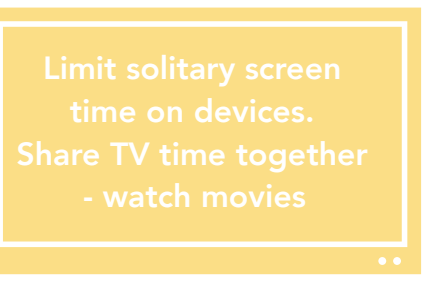 Limit solitary screen
time on devices.
Share TV time together
- watch movies